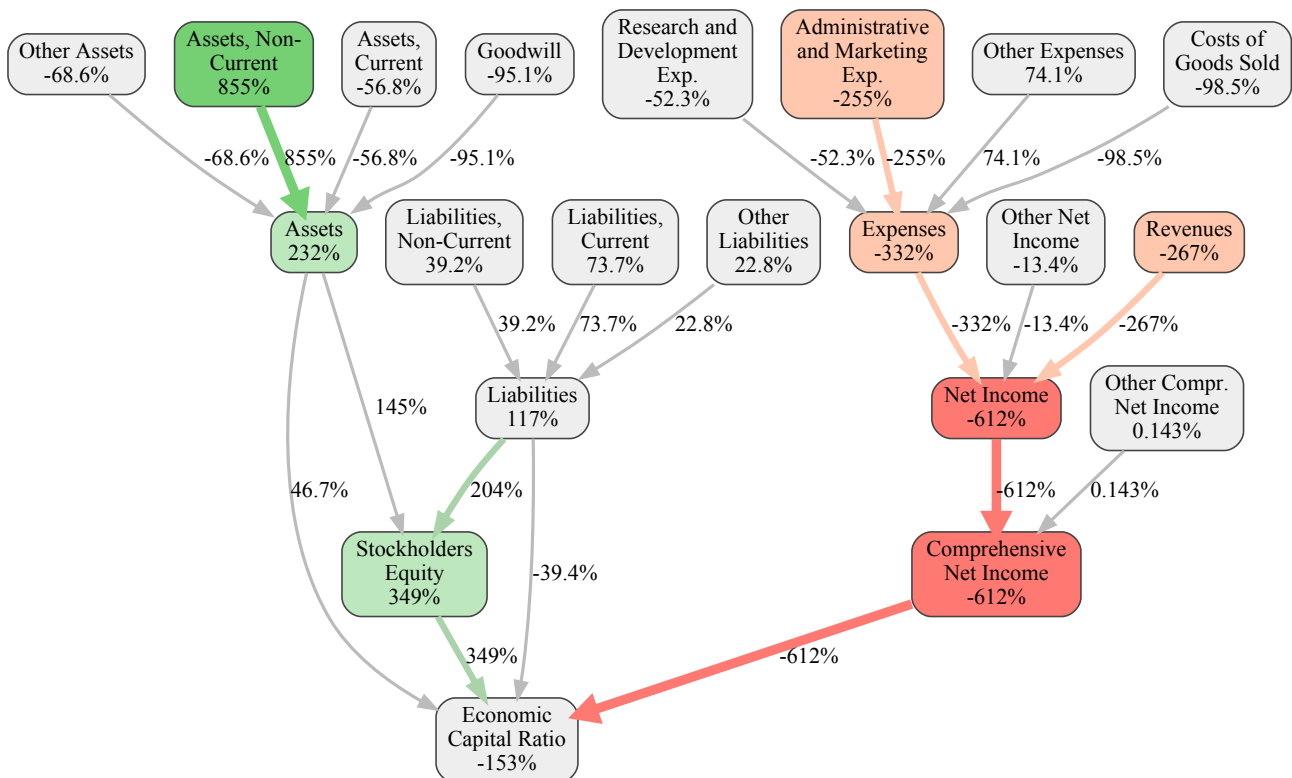 Other Assets
-68.6%
Assets, Non-
Current
855%
Assets,
Current
-56.8%
Goodwill
-95.1%
Research and
Development
Exp.
-52.3%
Administrative
and Marketing
Exp.
-255%
Other Expenses
74.1%
Costs of
Goods Sold
-98.5%
-68.6%
855%
-56.8%
-95.1%
-52.3%
-255%
74.1%
-98.5%
Assets
232%
Liabilities,
Non-Current
39.2%
Liabilities,
Current
73.7%
Other
Liabilities
22.8%
Expenses
-332%
Other Net
Income
-13.4%
Revenues
-267%
39.2%
73.7%
22.8%
-332%
-13.4%
-267%
145%
Liabilities
117%
Net Income
-612%
Other Compr.
Net Income
0.143%
46.7%
204%
-612%
0.143%
Stockholders
Equity
349%
-39.4%
Comprehensive
Net Income
-612%
349%
-612%
Economic
Capital Ratio
-153%